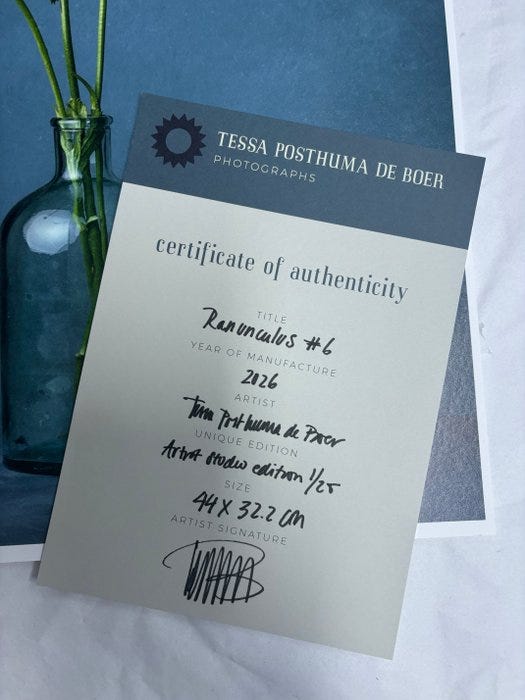 TESSA POSTHUMA DE BOER
PHOTOGRAPHS
certificate of authenticity
TITLE
Ranunculus #6
YEAR OF MANUFACTURE
2026
ARTIST
Tessa Posthuma de Boer
UNIQUE EDITION
Artist studio edition 1/25
SIZE
44 x 32.2 cm
ARTIST SIGNATURE